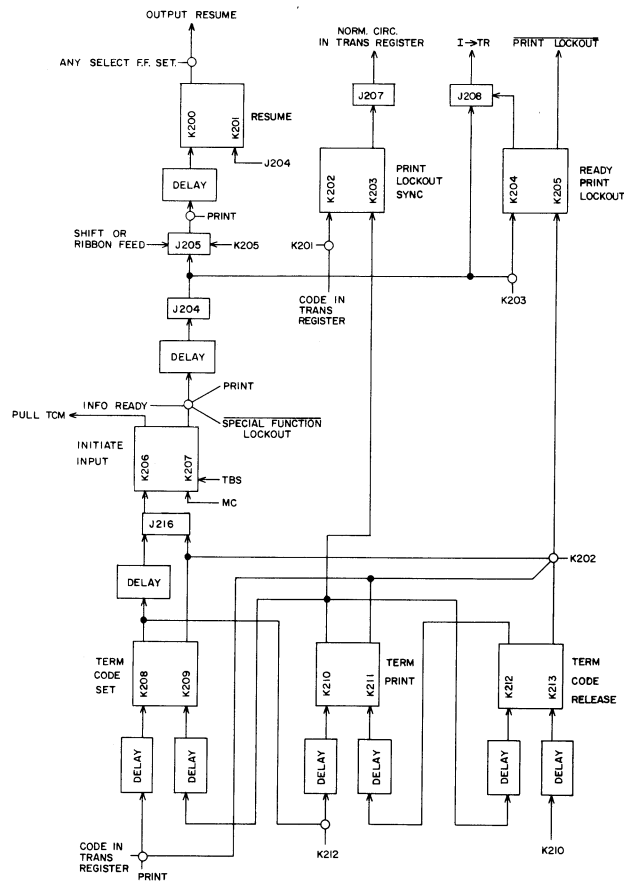 OUTPUT RESUME
NORM. CIRC.
IN TRANS REGISTER
I→TR
PRINT LOCKOUT
ANY SELECT F.F. SET.
K200
K201
RESUME
J204
J207
J208
K202
K203
PRINT
LOCKOUT
SYNC
K204
K205
READY
PRINT
LOCKOUT
DELAY
PRINT
SHIFT OR
RIBBON FEED
J205
K205
K201
CODE IN
TRANS
REGISTER
K203
J204
DELAY
PRINT
INFO READY
PULL TCM
SPECIAL FUNCTION
LOCKOUT
INITIATE
INPUT
K206
K207
TBS
MC
J216
K202
DELAY
TERM
CODE
SET
K208
K209
K210
K211
TERM
PRINT
K212
K213
TERM
CODE
RELEASE
DELAY
DELAY
DELAY
DELAY
DELAY
DELAY
K212
K210
CODE IN
TRANS
REGISTER
PRINT